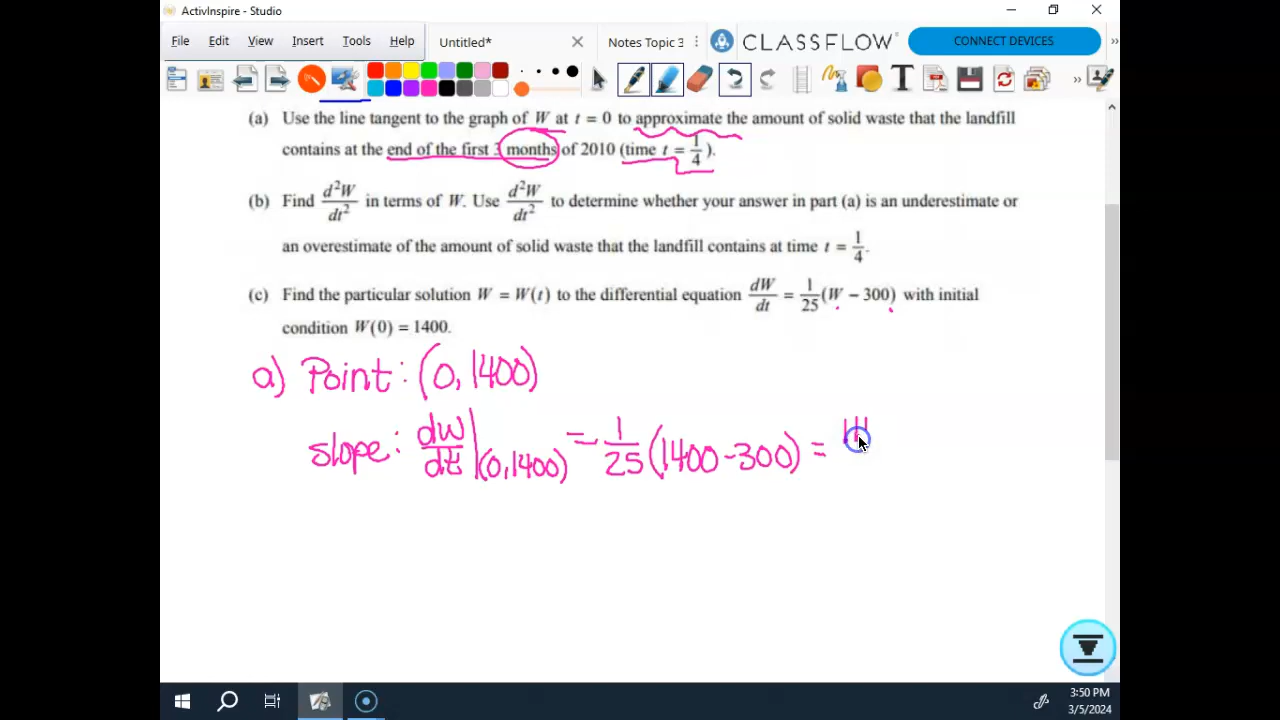 ActivInspire - Studio
File Edit View Insert Tools Help Untitled* Notes Topic 3 CLASSFLOW CONNECT DEVICES
(a) Use the line tangent to the graph of W at t = 0 to approximate the amount of solid waste that the landfill
contains at the end of the first 3 months of 2010 (time t = 1/4).
(b) Find d²W/dt² in terms of W. Use d²W/dt² to determine whether your answer in part (a) is an underestimate or
an overestimate of the amount of solid waste that the landfill contains at time t = 1/4.
(c) Find the particular solution W = W(t) to the differential equation dW/dt = 1/25(W − 300) with initial
condition W(0) = 1400.
a) Point: (0, 1400)
slope: dW/dt|(0,1400) = 1/25(1400-300) =
3:50 PM
3/5/2024